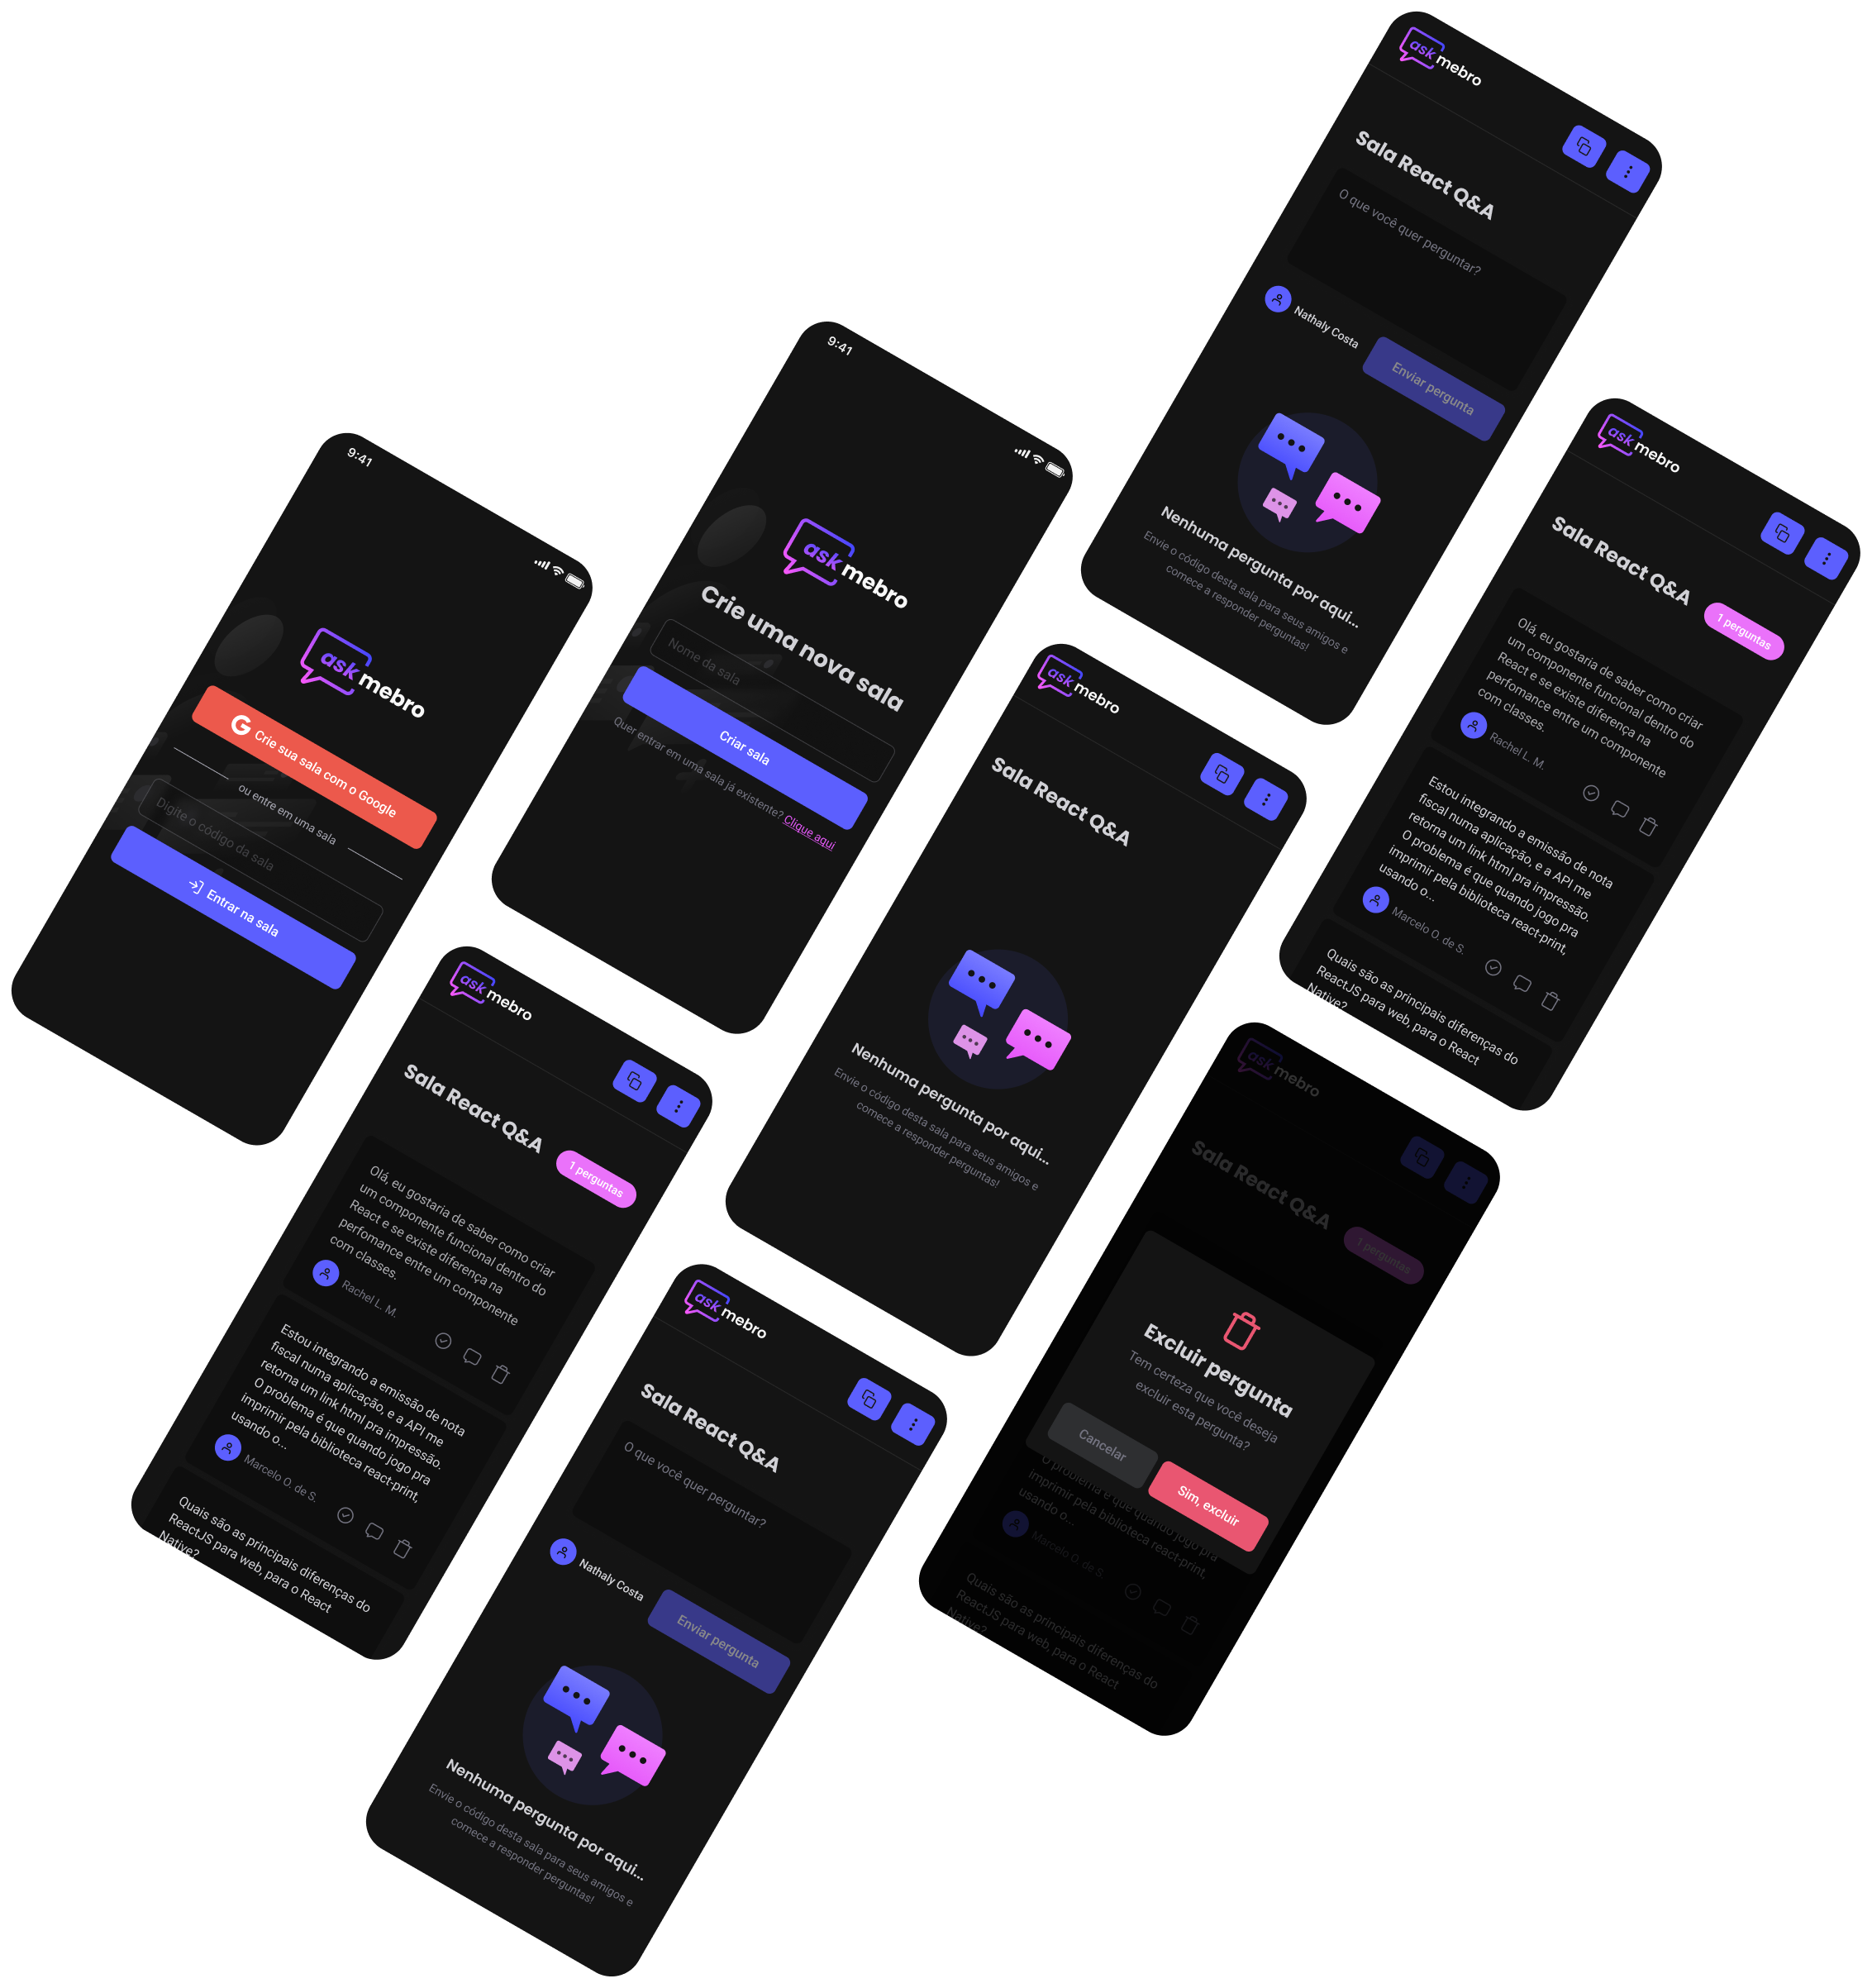 9:41
ask mebro
Crie sua sala com o Google
ou entre em uma sala
Digite o código da sala
Entrar na sala
9:41
ask mebro
Crie uma nova sala
Nome da sala
Criar sala
Quer entrar em uma sala já existente? Clique aqui
ask mebro
Sala React Q&A
O que você quer perguntar?
Nathaly Costa
Enviar pergunta
Nenhuma pergunta por aqui...
Envie o código desta sala para seus amigos e
comece a responder perguntas!
ask mebro
Sala React Q&A
1 perguntas
Olá, eu gostaria de saber como criar
um componente funcional dentro do
React e se existe diferença na
perfomance entre um componente
com classes.
Rachel L. M.
Estou integrando a emissão de nota
fiscal numa aplicação, e a API me
retorna um link html pra impressão.
O problema é que quando jogo pra
imprimir pela biblioteca react-print,
usando o...
Marcelo O. de S.
Quais são as principais diferenças do
ReactJS para web, para o React
Native?
ask mebro
Sala React Q&A
Nenhuma pergunta por aqui...
Envie o código desta sala para seus amigos e
comece a responder perguntas!
ask mebro
Sala React Q&A
1 perguntas
Olá, eu gostaria de saber como criar
um componente funcional dentro do
React e se existe diferença na
perfomance entre um componente
com classes.
Rachel L. M.
Estou integrando a emissão de nota
fiscal numa aplicação, e a API me
retorna um link html pra impressão.
O problema é que quando jogo pra
imprimir pela biblioteca react-print,
usando o...
Marcelo O. de S.
Quais são as principais diferenças do
ReactJS para web, para o React
Native?
ask mebro
Sala React Q&A
O que você quer perguntar?
Nathaly Costa
Enviar pergunta
Nenhuma pergunta por aqui...
Envie o código desta sala para seus amigos e
comece a responder perguntas!
ask mebro
Sala React Q&A
1 perguntas
Excluir pergunta
Tem certeza que você deseja
excluir esta pergunta?
Cancelar
Sim, excluir
O problema é que quando jogo pra
imprimir pela biblioteca react-print,
usando o...
Marcelo O. de S.
Quais são as principais diferenças do
ReactJS para web, para o React
Native?